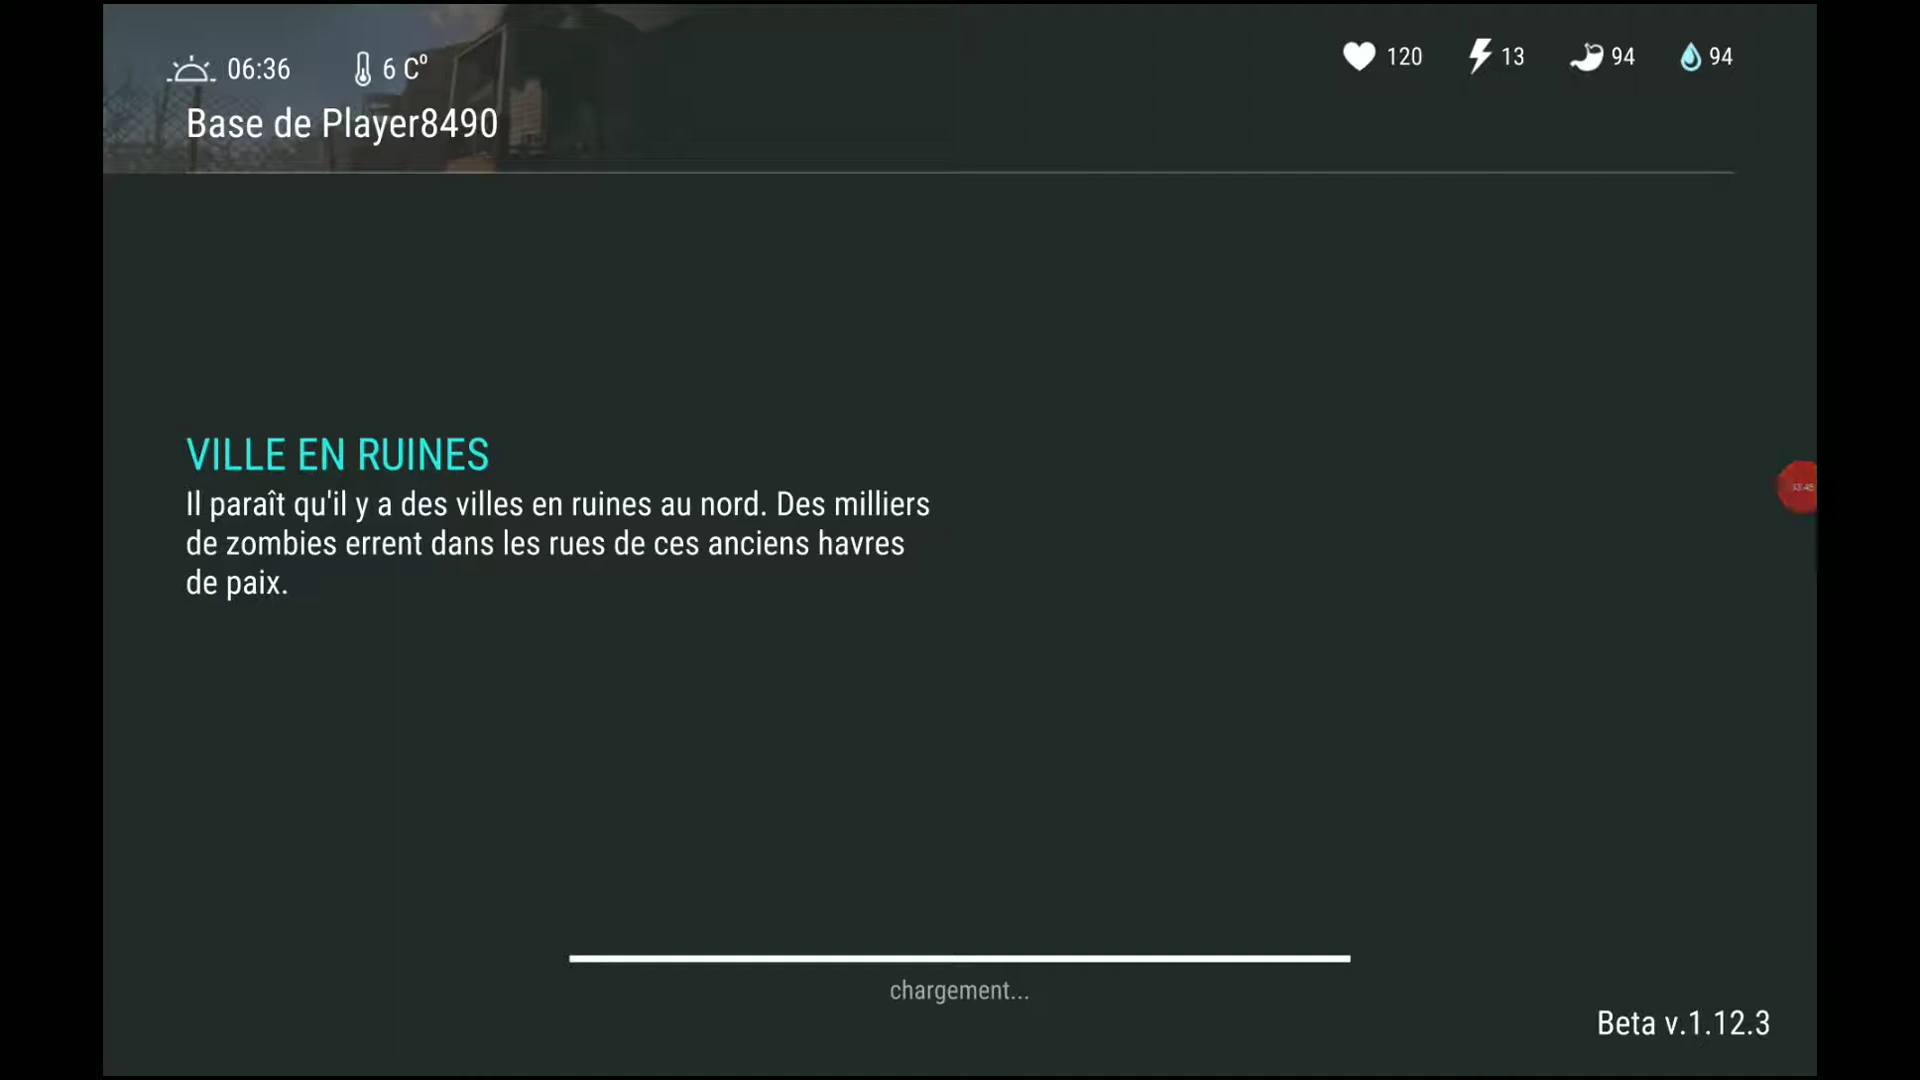 06:36 6 C° 120 13 94 94
Base de Player8490
VILLE EN RUINES
Il paraît qu'il y a des villes en ruines au nord. Des milliers
de zombies errent dans les rues de ces anciens havres
de paix.
chargement...
Beta v.1.12.3